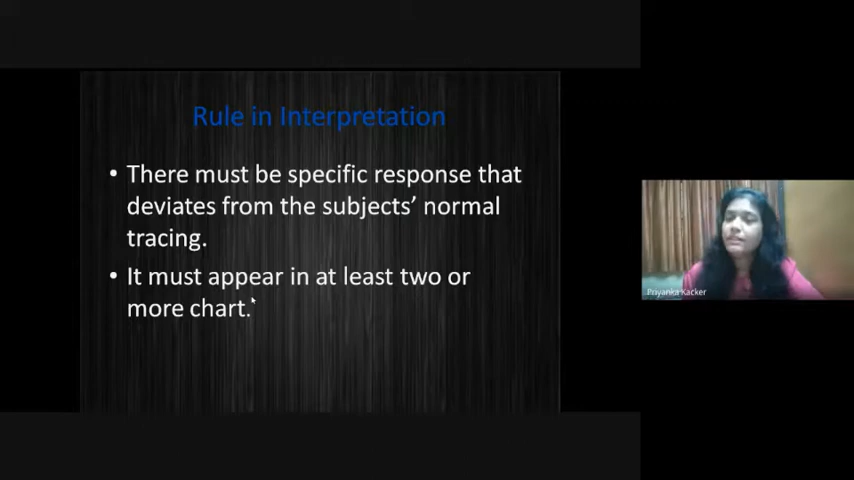 Rule in Interpretation
• There must be specific response that
deviates from the subjects’ normal
tracing.
• It must appear in at least two or
more chart.
Priyanka Kacker